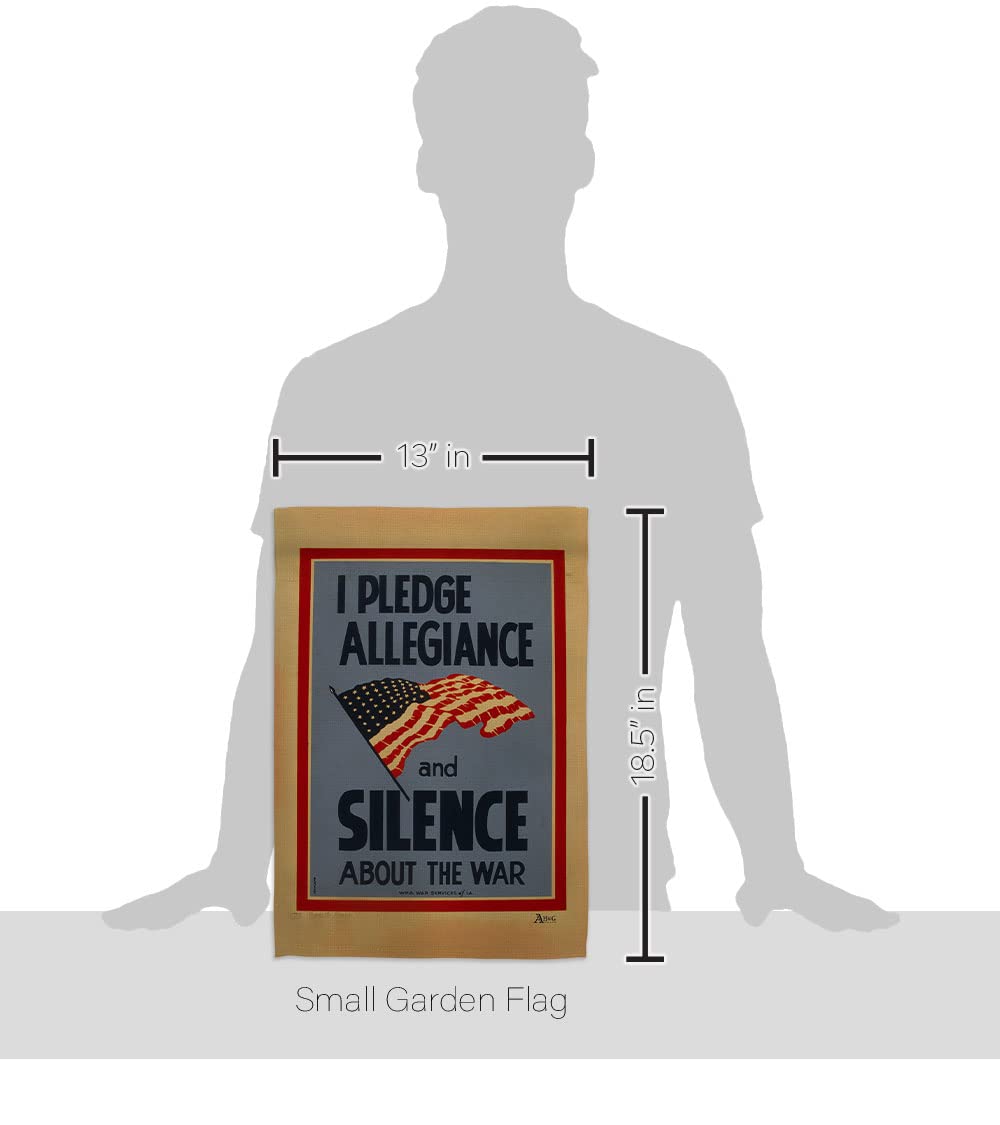 13” in
18.5” in
I PLEDGE
ALLEGIANCE
and
SILENCE
ABOUT THE WAR
WPA WAR SERVICES of LA.
Small Garden Flag